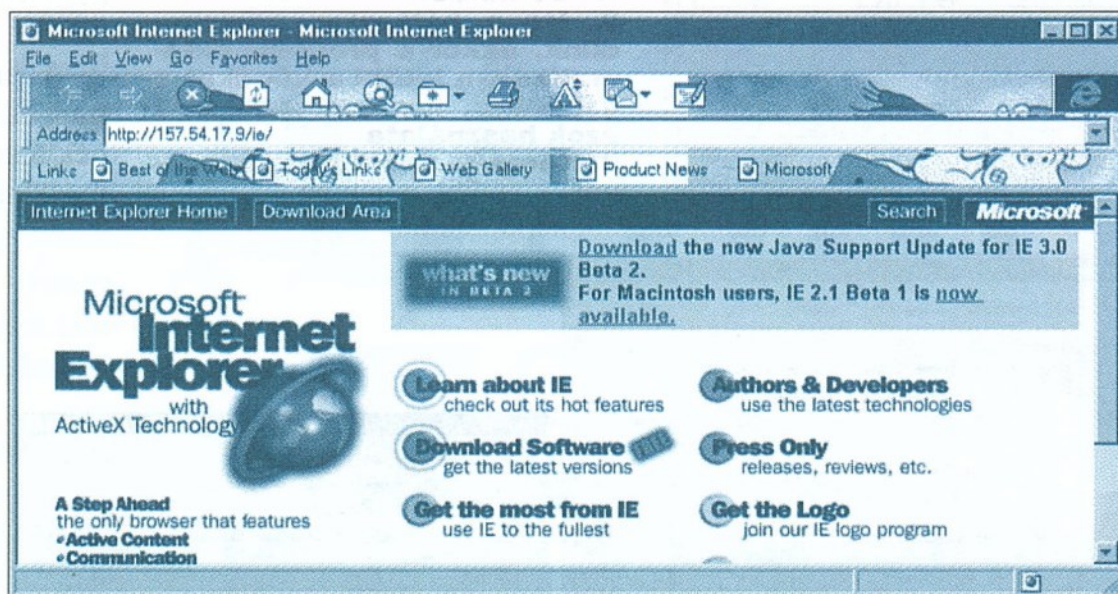 Microsoft Internet Explorer - Microsoft Internet Explorer
File Edit View Go Favorites Help
Address http://157.54.17.9/ie/
Links Best of the Web Today's Links Web Gallery Product News Microsoft
Internet Explorer Home Download Area Search Microsoft
what's new
IN BETA 2
Download the new Java Support Update for IE 3.0
Beta 2.
For Macintosh users, IE 2.1 Beta 1 is now
available.
Microsoft
Internet
Explorer
with
ActiveX Technology
A Step Ahead
the only browser that features
•Active Content
•Communication
Learn about IE
check out its hot features
Download Software FREE
get the latest versions
Get the most from IE
use IE to the fullest
Authors & Developers
use the latest technologies
Press Only
releases, reviews, etc.
Get the Logo
join our IE logo program